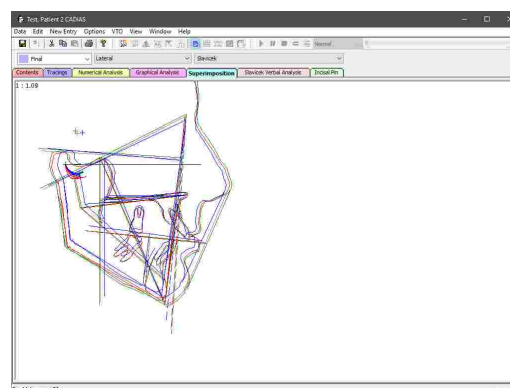 Test, Patient 2 CADIAS
Data Edit New Entry Options VTO View Window Help
Normal
Final Lateral Slavicek
Contents Tracings Numerical Analysis Graphical Analysis Superimposition Slavicek Verbal Analysis Incisal Pin
1 : 1.09